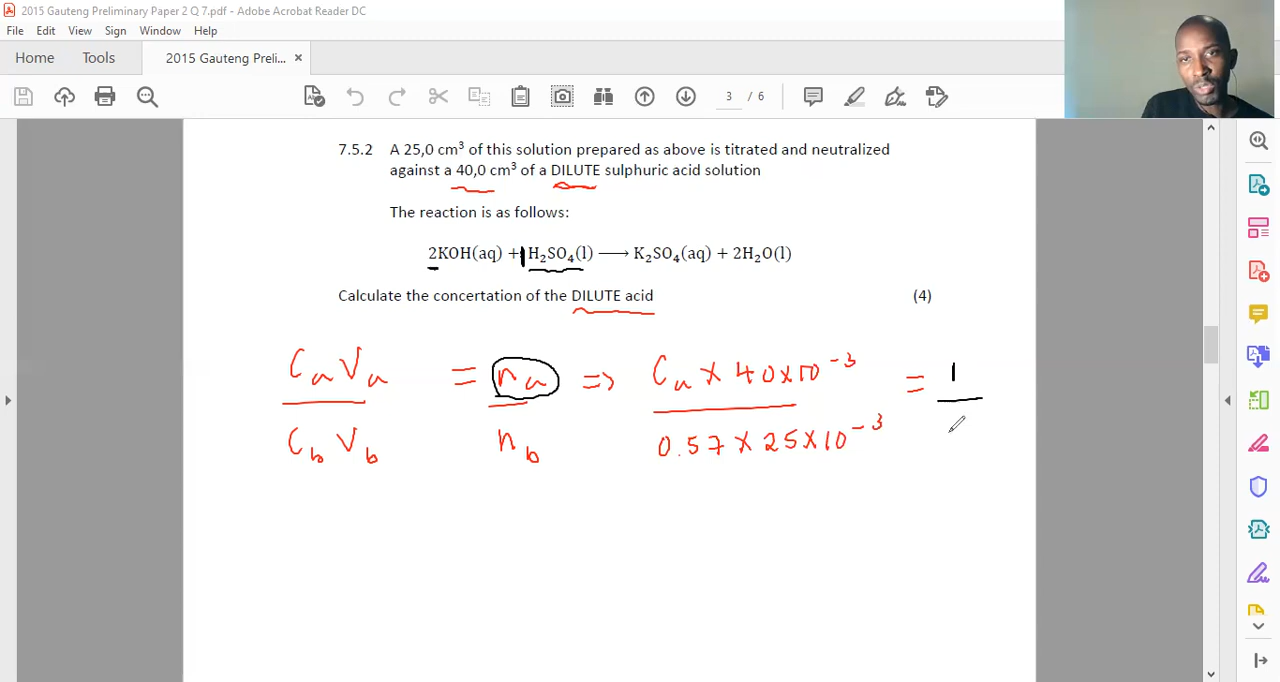 2015 Gauteng Preliminary Paper 2 Q 7.pdf - Adobe Acrobat Reader DC
File Edit View Sign Window Help
Home Tools 2015 Gauteng Preli... ×
3 / 6
7.5.2 A 25,0 cm³ of this solution prepared as above is titrated and neutralized
against a 40,0 cm³ of a DILUTE sulphuric acid solution
The reaction is as follows:
2KOH(aq) + 1H₂SO₄(l) ⟶ K₂SO₄(aq) + 2H₂O(l)
Calculate the concertation of the DILUTE acid (4)
CₐVₐ = nₐ => Cₐ × 40×10⁻³ = 1
C_b V_b n_b 0.57 × 25×10⁻³